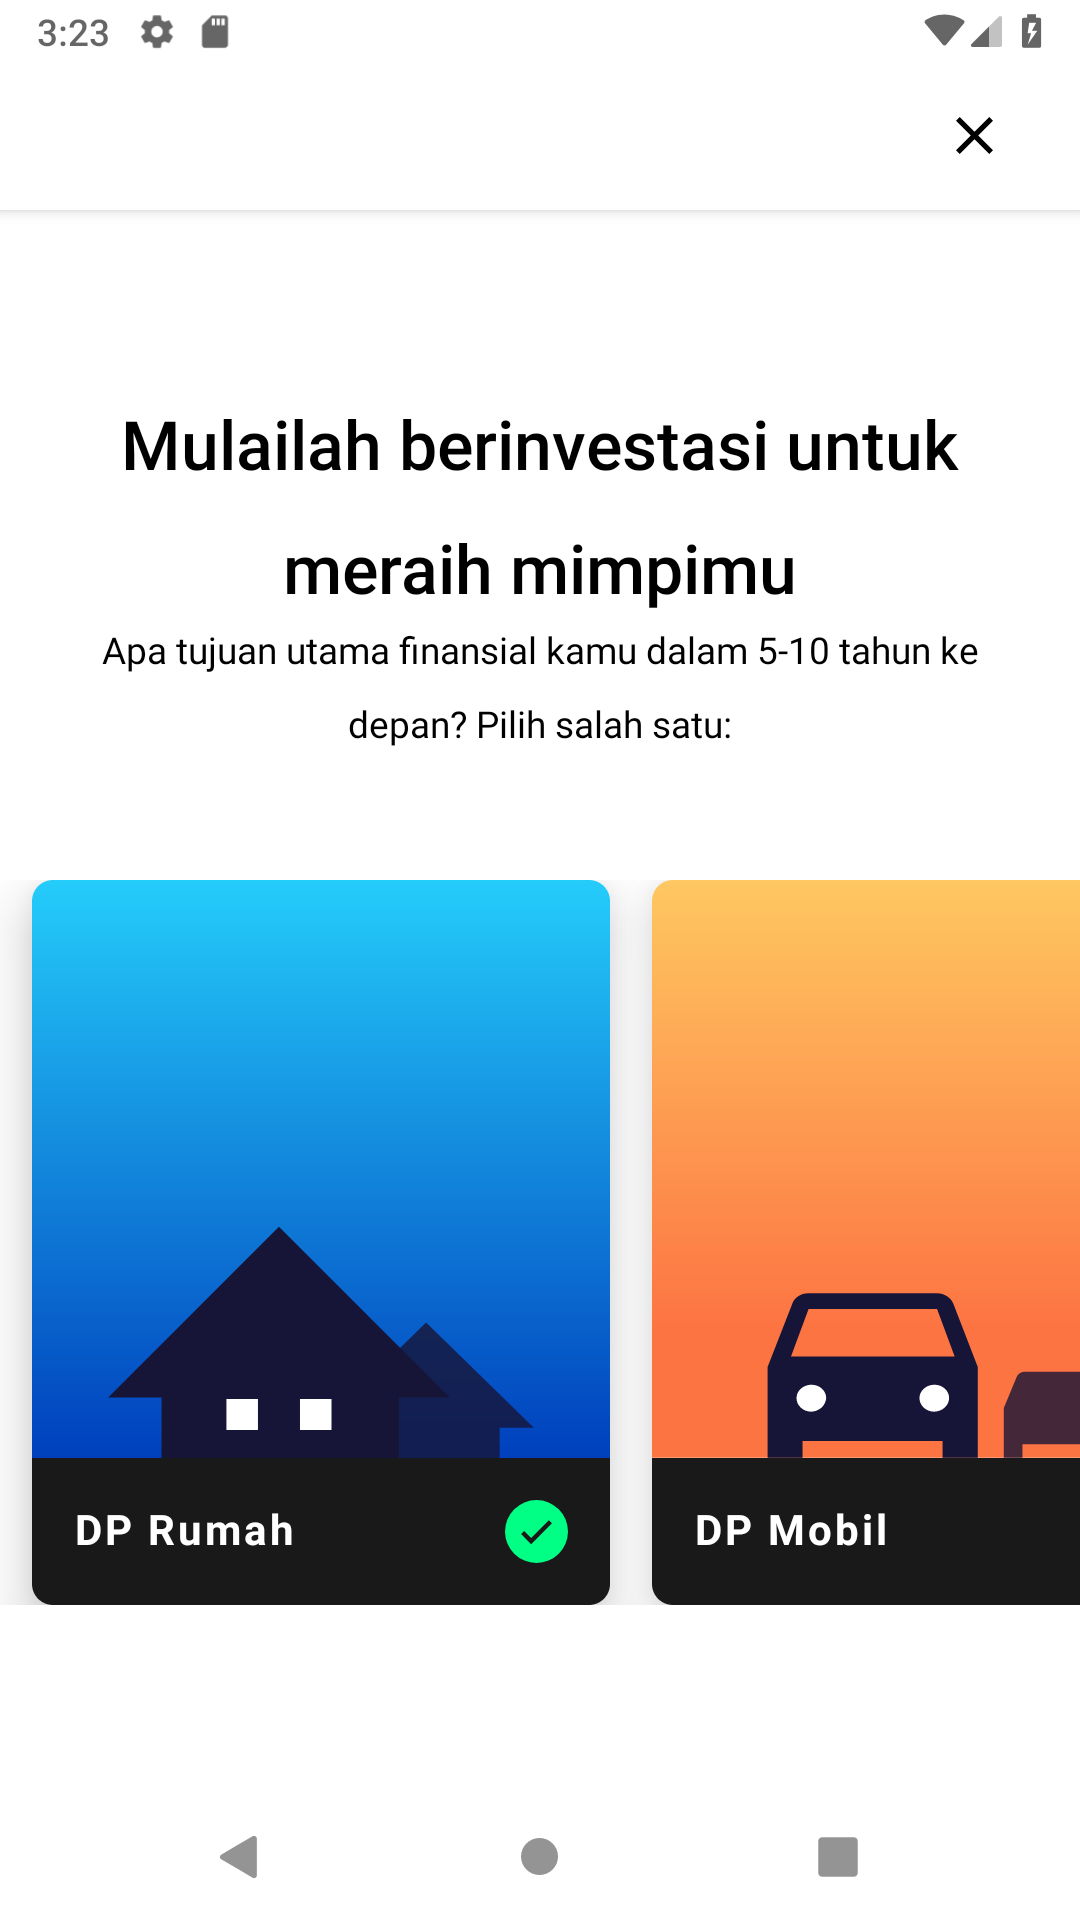 3:23
Mulailah berinvestasi untuk
meraih mimpimu
Apa tujuan utama finansial kamu dalam 5-10 tahun ke
depan? Pilih salah satu:
DP Rumah
DP Mobil